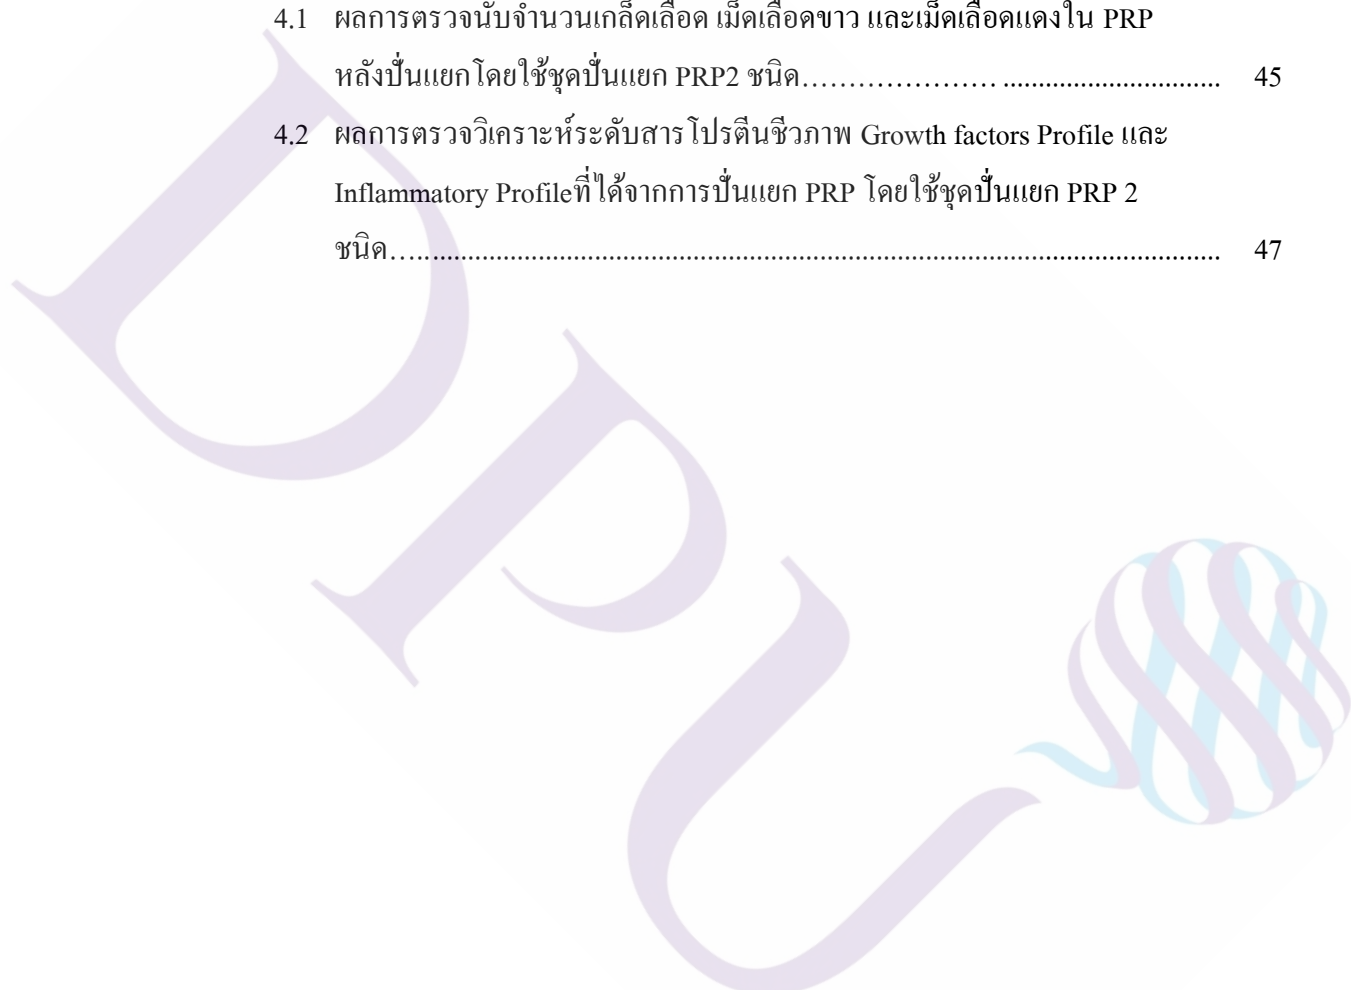 4.1 ผลการตรวจนับจำนวนเกล็ดเลือด เม็ดเลือดขาว และเม็ดเลือดแดงใน PRP
หลังปั่นแยกโดยใช้ชุดปั่นแยก PRP2 ชนิด........................................................ 45
4.2 ผลการตรวจวิเคราะห์ระดับสารโปรตีนชีวภาพ Growth factors Profile และ
Inflammatory Profileที่ได้จากการปั่นแยก PRP โดยใช้ชุดปั่นแยก PRP 2
ชนิด........................................................................................................................ 47
DPU